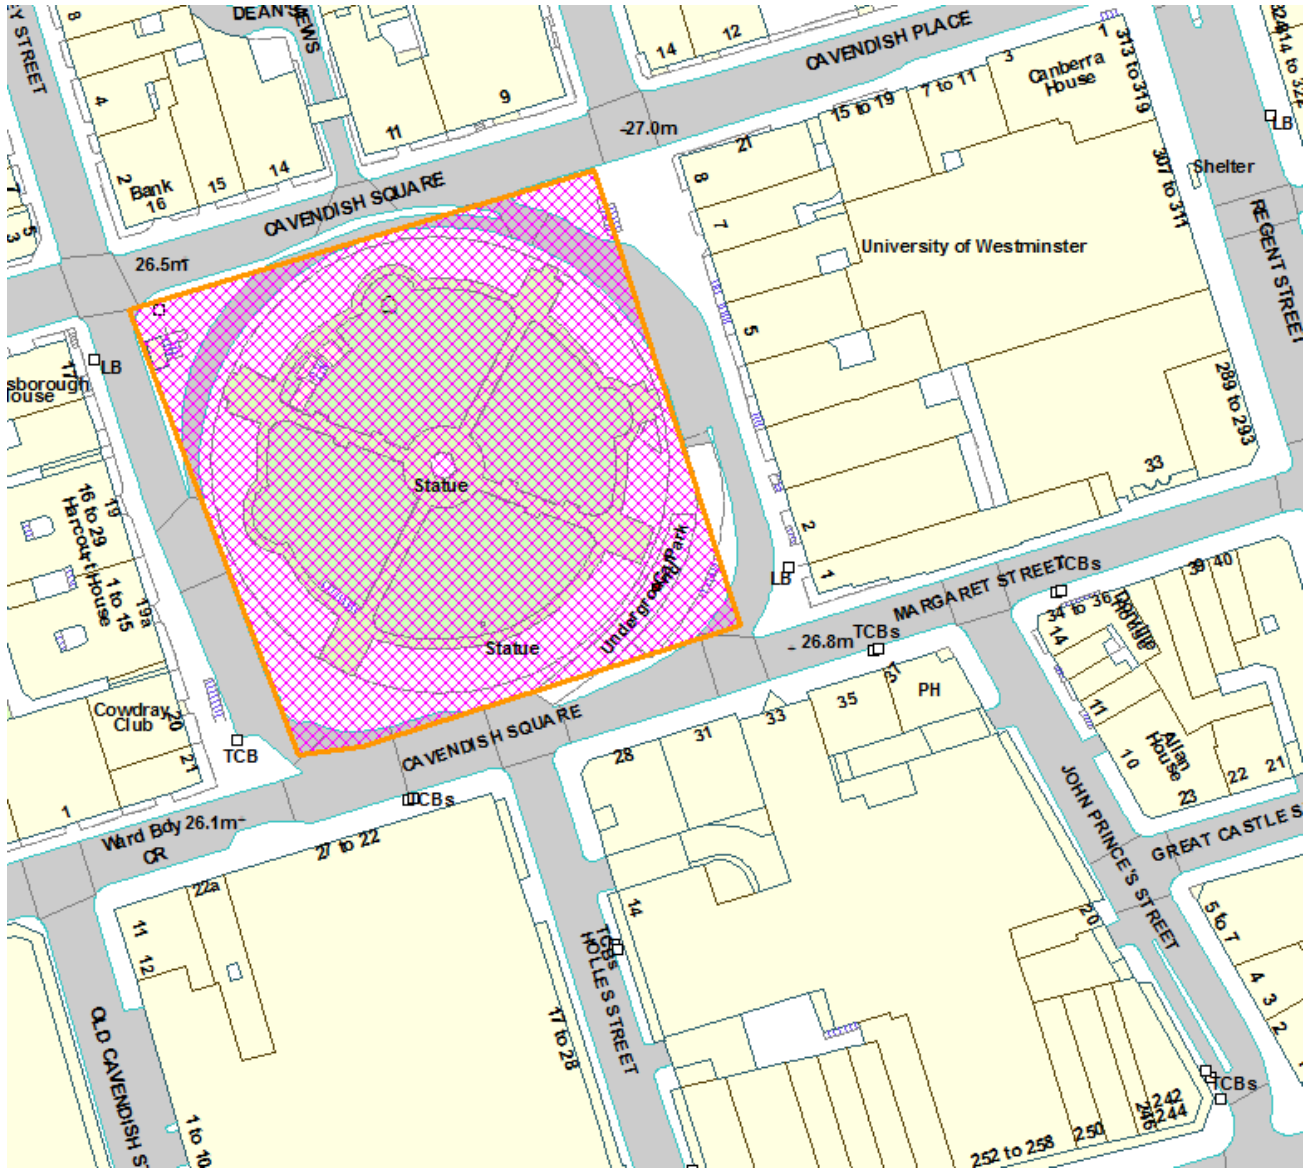 8
DEAN'S
MEWS
14
12
CAVENDISH PLACE
1
3
Canberra
House
313 to 319
15 to 19
7 to 11
4
9
11
-27.0m
21
LB
Bank
16
2
15
14
8
7
307 to 311
Shelter
CAVENDISH SQUARE
University of Westminster
REGENT STREET
5
3
26.5m
5
LB
17
289 to 293
33
Statue
16 to 29
Harcourt House
1 to 15
19
19a
2
1
LB
Underground
Car Park
MARGARET STREET
TCBs
39
40
34 to 36
14
26.8m
TCBs
Statue
37
35
PH
33
31
28
11
10
Allan
House
23
22
21
Cowdray
Club
20
21
TCB
CAVENDISH SQUARE
TCBs
1
Ward Bdy
CR
26.1m
27 to 22
22a
JOHN PRINCE'S STREET
GREAT CASTLE S
11
12
14
TCBs
HOLLES STREET
20
5 to 7
4
3
2
17 to 28
OLD CAVENDISH S
1 to 10
TCBs
242
244
246
250
252 to 258